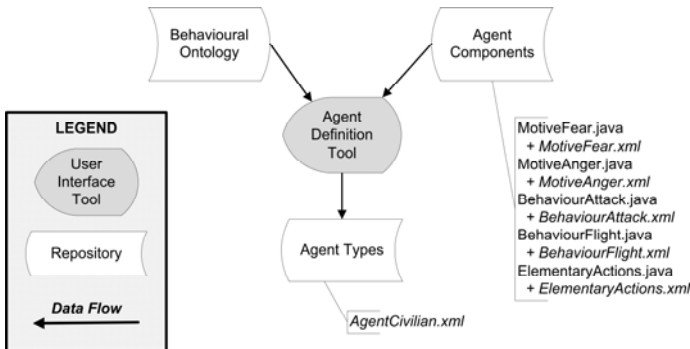 Behavioural
Ontology
Agent
Components
Agent
Definition
Tool
LEGEND
User
Interface
Tool
Repository
Data Flow
Agent Types
AgentCivilian.xml
MotiveFear.java
+ MotiveFear.xml
MotiveAnger.java
+ MotiveAnger.xml
BehaviourAttack.java
+ BehaviourAttack.xml
BehaviourFlight.java
+ BehaviourFlight.xml
ElementaryActions.java
+ ElementaryActions.xml